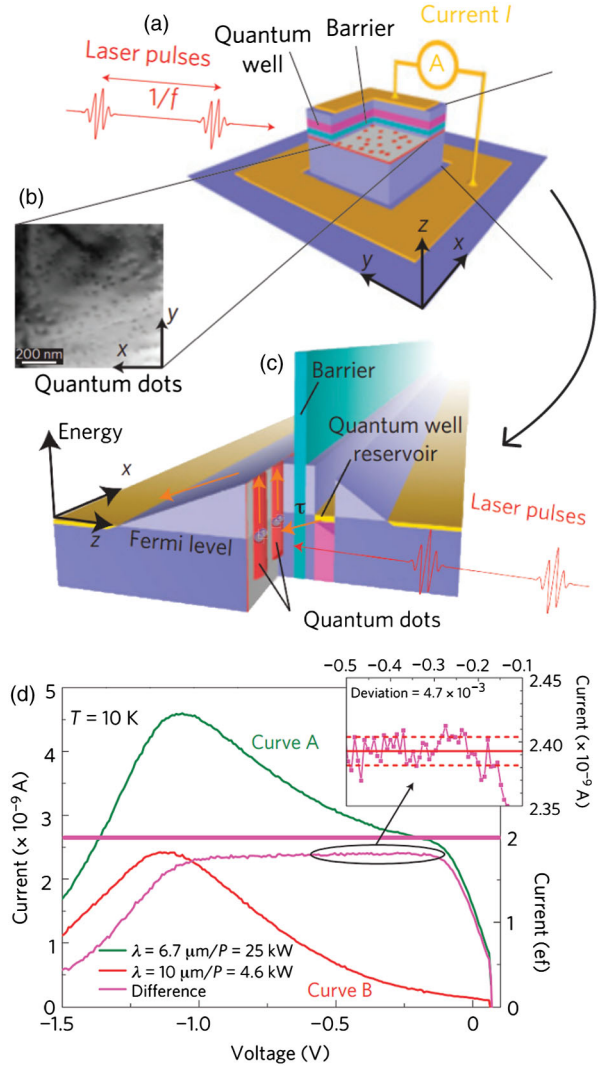 (a)
Current I
Barrier
Quantum
well
Laser pulses
1/f
A
z
x
y
(b)
200 nm
x
y
Quantum dots
(c)
Barrier
Energy
Quantum well
reservoir
x
z
Fermi level
τ
Laser pulses
Quantum dots
(d)
−0.5 −0.4 −0.3 −0.2 −0.1
Deviation = 4.7 × 10⁻³
2.45
2.40
2.35
Current (× 10⁻⁹ A)
T = 10 K
Curve A
5
4
3
2
1
0
Current (× 10⁻⁹ A)
2
1
0
Current (ef)
λ = 6.7 μm/P = 25 kW
λ = 10 μm/P = 4.6 kW
Difference
Curve B
−1.5 −1.0 −0.5 0
Voltage (V)